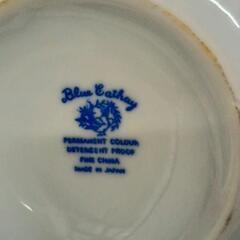 Blue Cathay
PERMANENT COLOUR
DETERGENT PROOF
FINE CHINA
MADE IN JAPAN